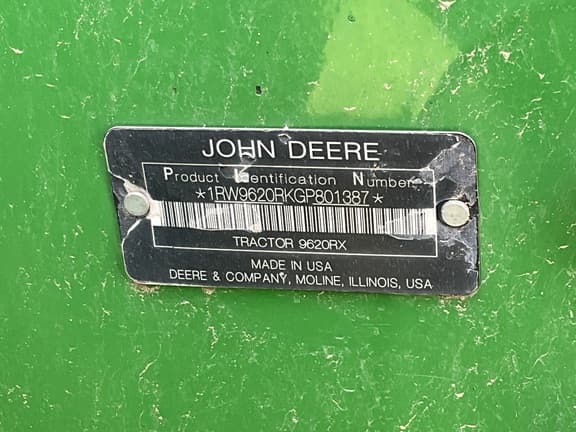 JOHN DEERE
Product Identification Number
*1RW9620RKGP801387*
TRACTOR 9620RX
MADE IN USA
DEERE & COMPANY, MOLINE, ILLINOIS, USA